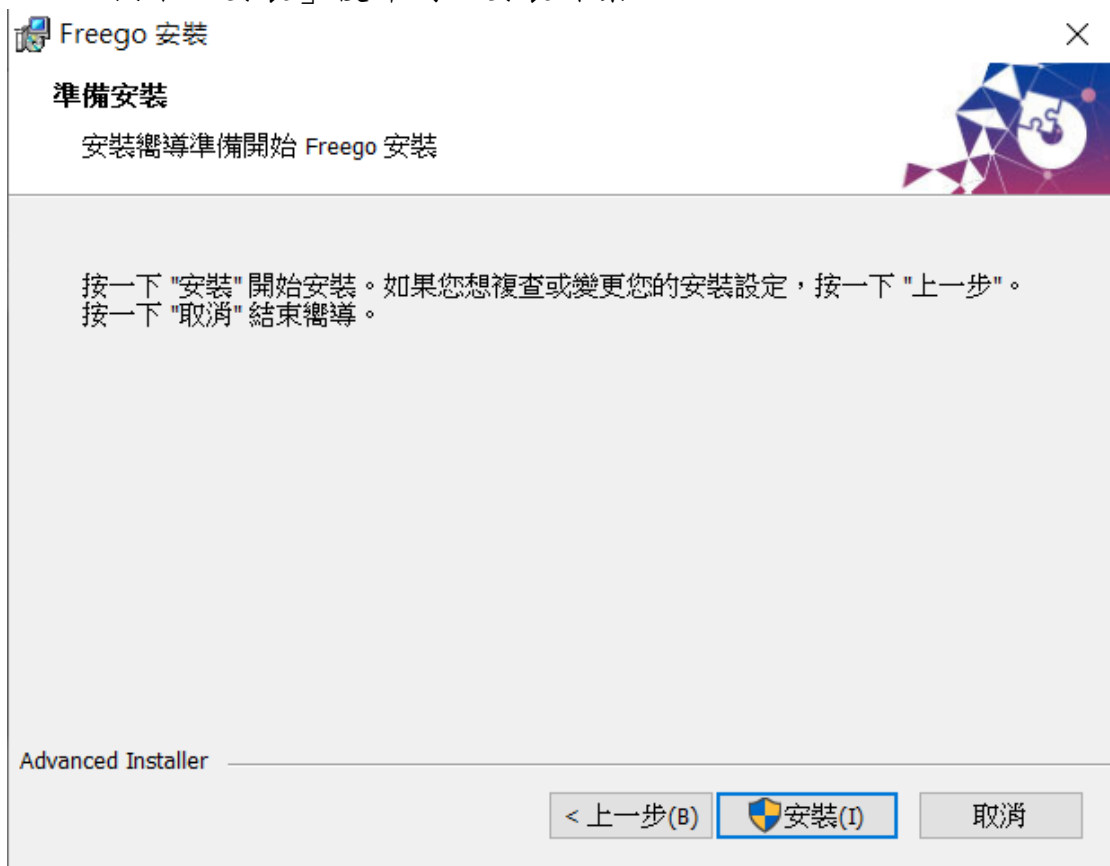 Freego 安裝
準備安裝
安裝嚮導準備開始 Freego 安裝
按一下 "安裝" 開始安裝。如果您想複查或變更您的安裝設定，按一下 "上一步"。
按一下 "取消" 結束嚮導。
Advanced Installer
< 上一步(B)
安裝(I)
取消